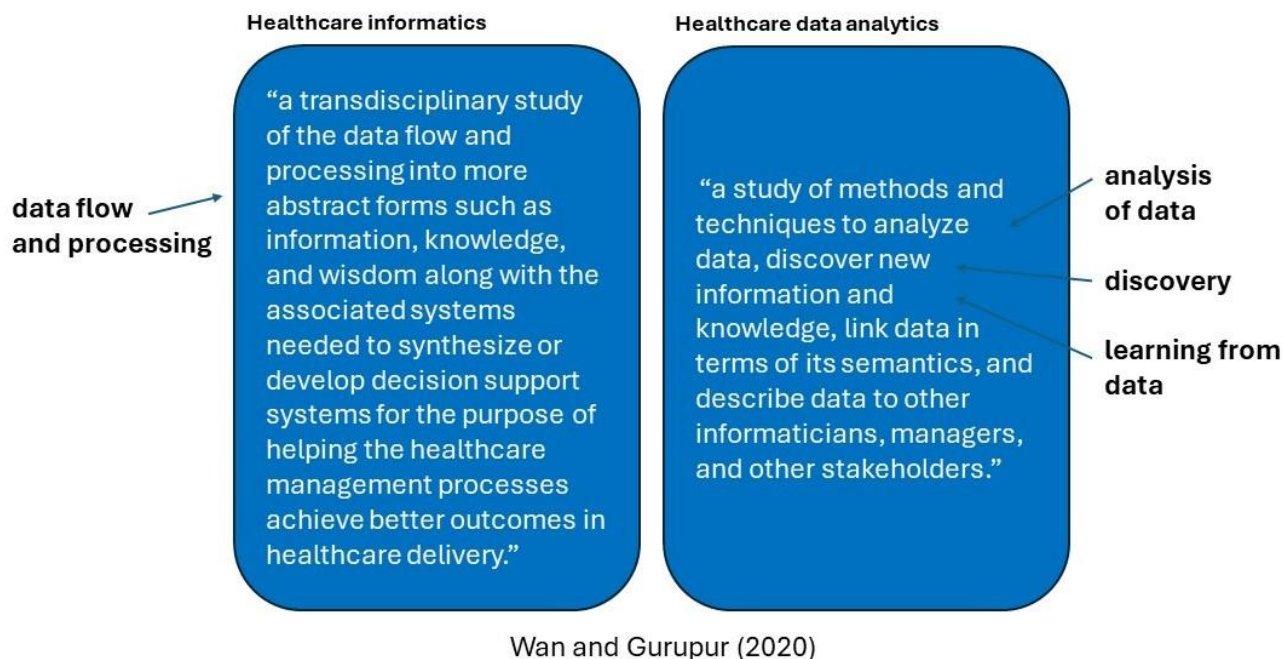 Healthcare informatics
Healthcare data analytics
data flow
and processing
“a transdisciplinary study
of the data flow and
processing into more
abstract forms such as
information, knowledge,
and wisdom along with the
associated systems
needed to synthesize or
develop decision support
systems for the purpose of
helping the healthcare
management processes
achieve better outcomes in
healthcare delivery.”
“a study of methods and
techniques to analyze
data, discover new
information and
knowledge, link data in
terms of its semantics, and
describe data to other
informaticians, managers,
and other stakeholders.”
analysis
of data
discovery
learning from
data
Wan and Gurupur (2020)